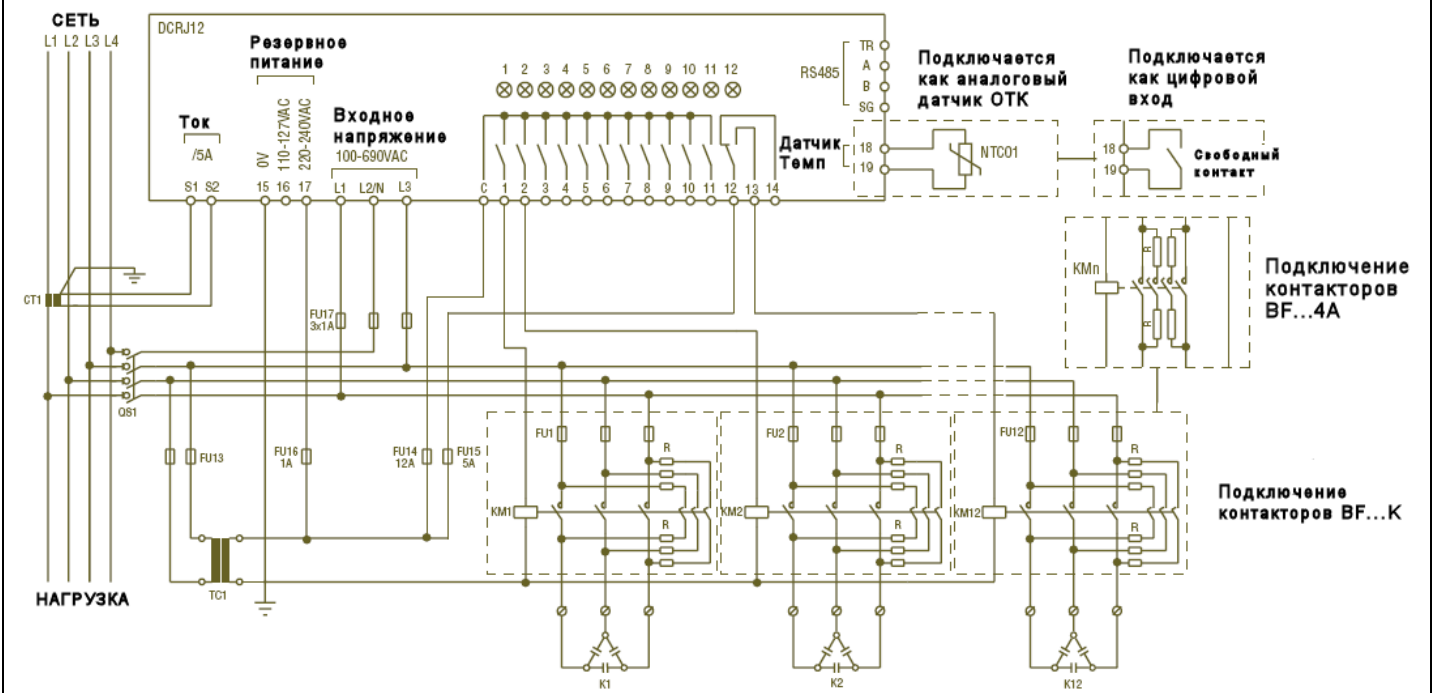 СЕТЬ
L1 L2 L3 L4
DCRJ12
Резервное
питание
Ток
/5A
0V
110-127VAC
220-240VAC
Входное
напряжение
100-690VAC
S1 S2 15 16 17 L1 L2/N L3
1 2 3 4 5 6 7 8 9 10 11 12
C 1 2 3 4 5 6 7 8 9 10 11 12 13 14
RS485
TR
A
B
SG
Датчик
Темп
18
19
NTC01
Подключается
как аналоговый
датчик ОТК
Подключается
как цифровой
вход
18
19
Свободный
контакт
CT1
FU17
3x1A
KMn
R
R
Подключение
контакторов
BF...4A
QS1
FU13
FU16
1A
FU14
12A
FU15
5A
FU1
R
KM1
R
FU2
R
KM2
R
FU12
R
KM12
R
Подключение
контакторов BF...K
TC1
НАГРУЗКА
K1
K2
K12